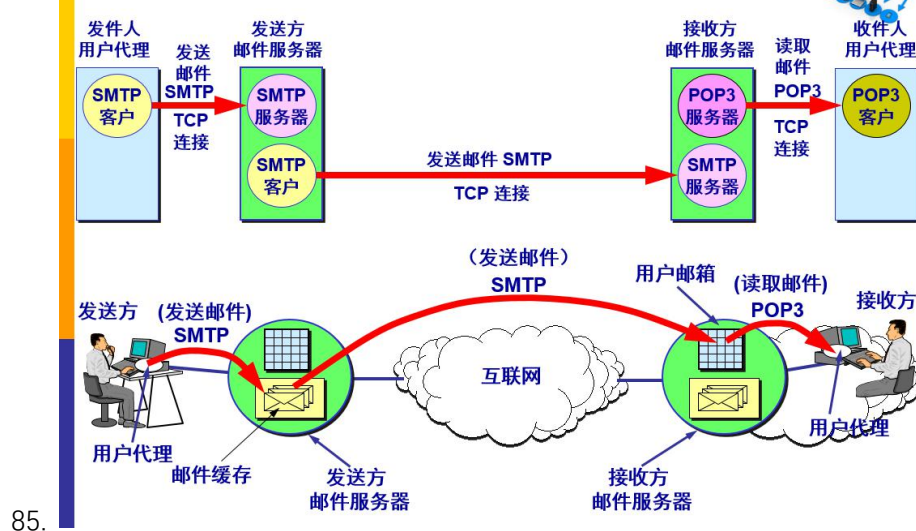 发件人
用户代理
发送
邮件
SMTP
TCP
连接
发送方
邮件服务器
接收方
邮件服务器
读取
邮件
POP3
TCP
连接
收件人
用户代理
SMTP
客户
SMTP
服务器
SMTP
客户
发送邮件 SMTP
TCP 连接
POP3
服务器
SMTP
服务器
POP3
客户
(发送邮件)
SMTP
发送方
(发送邮件)
SMTP
用户邮箱
(读取邮件)
POP3
接收方
互联网
用户代理
邮件缓存
发送方
邮件服务器
接收方
邮件服务器
用户代理
85.